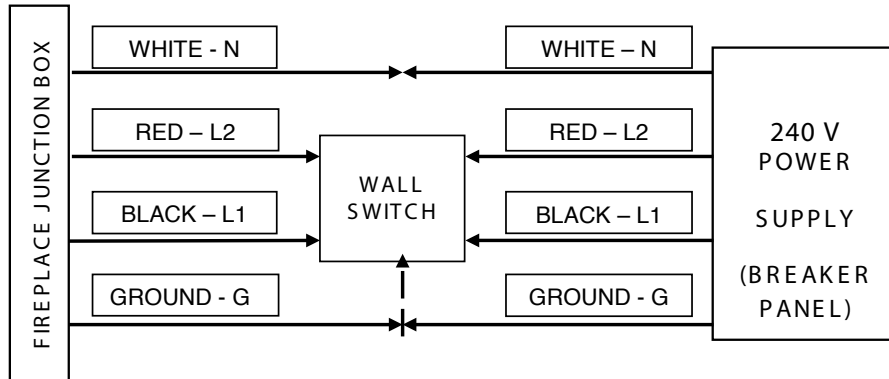 FIREPLACE JUNCTION BOX
WHITE - N
WHITE – N
RED – L2
RED – L2
WALL
SWITCH
BLACK – L1
BLACK – L1
GROUND - G
GROUND - G
240 V
POWER
SUPPLY
(BREAKER
PANEL)